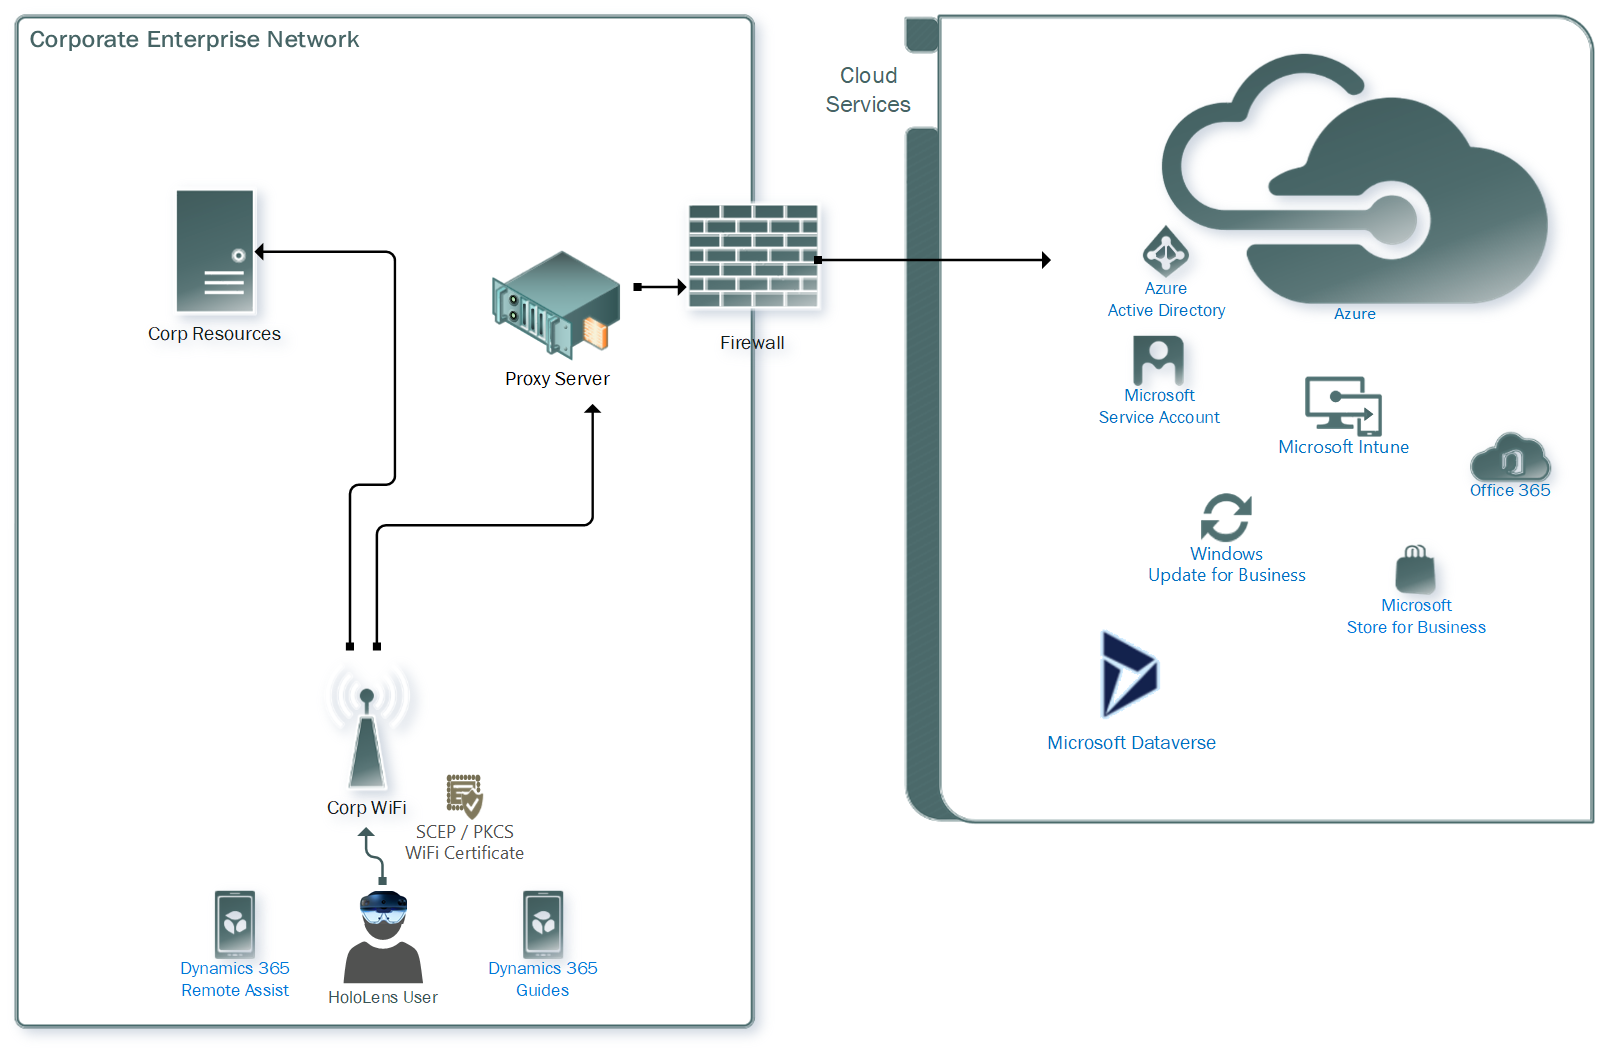 Corporate Enterprise Network
Corp Resources
Proxy Server
Firewall
Corp WiFi
SCEP / PKCS
WiFi Certificate
Dynamics 365
Remote Assist
HoloLens User
Dynamics 365
Guides
Cloud
Services
Azure
Active Directory
Azure
Microsoft
Service Account
Microsoft Intune
Office 365
Windows
Update for Business
Microsoft
Store for Business
Microsoft Dataverse